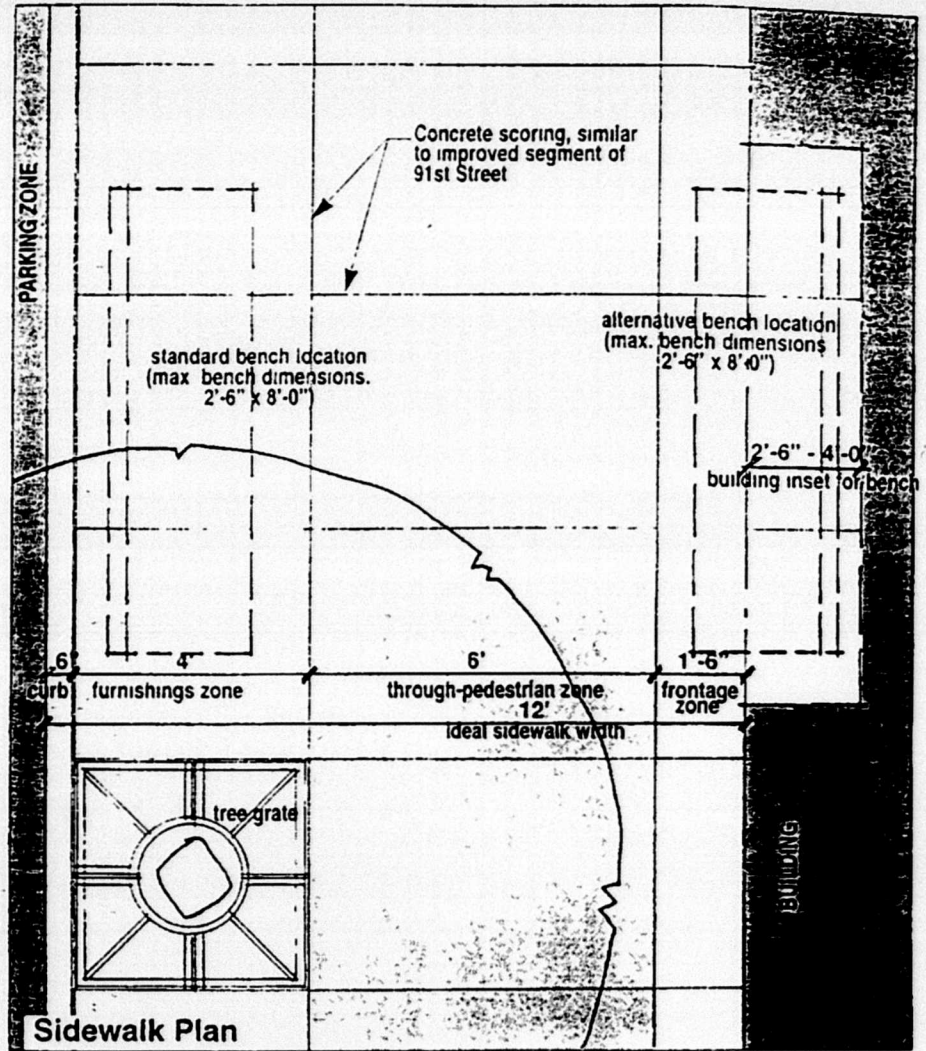 PARKING ZONE
Concrete scoring, similar
to improved segment of
91st Street
standard bench location
(max bench dimensions.
2'-6" x 8'-0")
alternative bench location
(max. bench dimensions
2'-6" x 8'-0")
2'-6" - 4'-0"
building inset for bench
6"
4'
6'
1'-6"
curb
furnishings zone
through-pedestrian zone
frontage
zone
12'
ideal sidewalk width
tree grate
BUILDING
Sidewalk Plan